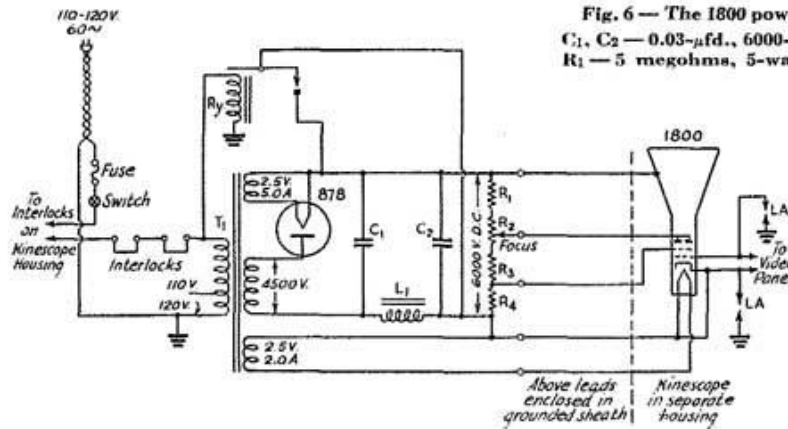 110-120V.
60~
Fig. 6 — The 1800 pow
C1, C2 — 0.03-μfd., 6000-
R1 — 5 megohms, 5-wa
Ry
1800
Fuse
Switch
To
Interlocks
on
Kinescope
Housing
Interlocks
T1
2.5V.
5.0A
878
C1
C2
6000 V. D.C.
R1
R2
Focus
R3
R4
LA
To
Video
Pane
LA
110V.
120V.
4500V.
L1
2.5V.
2.0A
Above leads
enclosed in
grounded sheath
Kinescope
in separate
housing